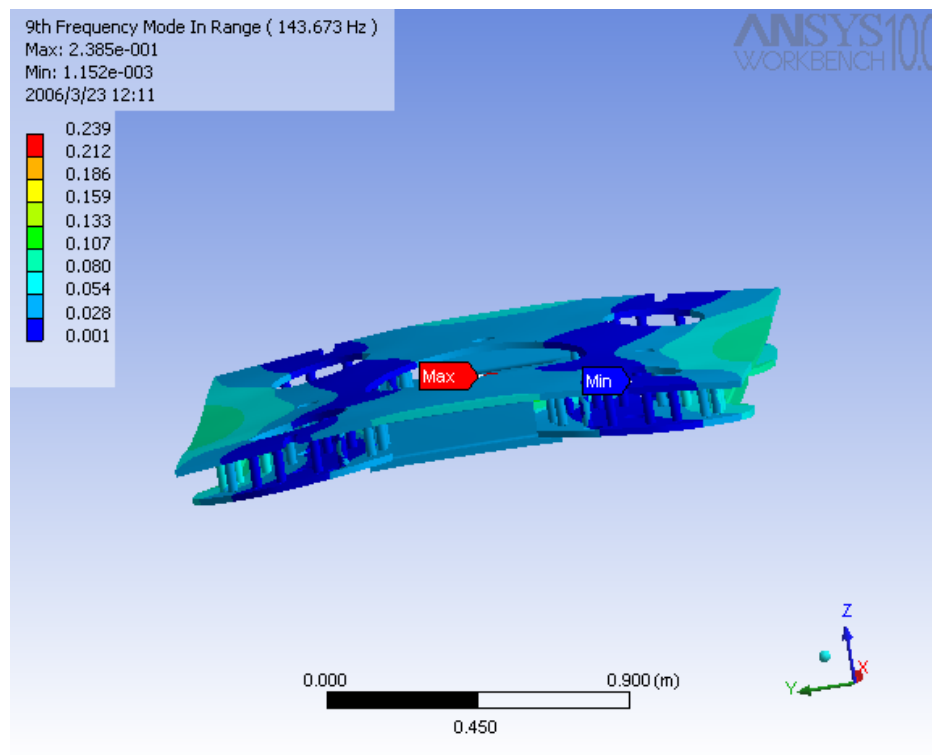 9th Frequency Mode In Range ( 143.673 Hz )
Max: 2.385e-001
Min: 1.152e-003
2006/3/23 12:11
ANSYS 10.0
WORKBENCH
0.239
0.212
0.186
0.159
0.133
0.107
0.080
0.054
0.028
0.001
Max
Min
Z
X
Y
0.000
0.900 (m)
0.450